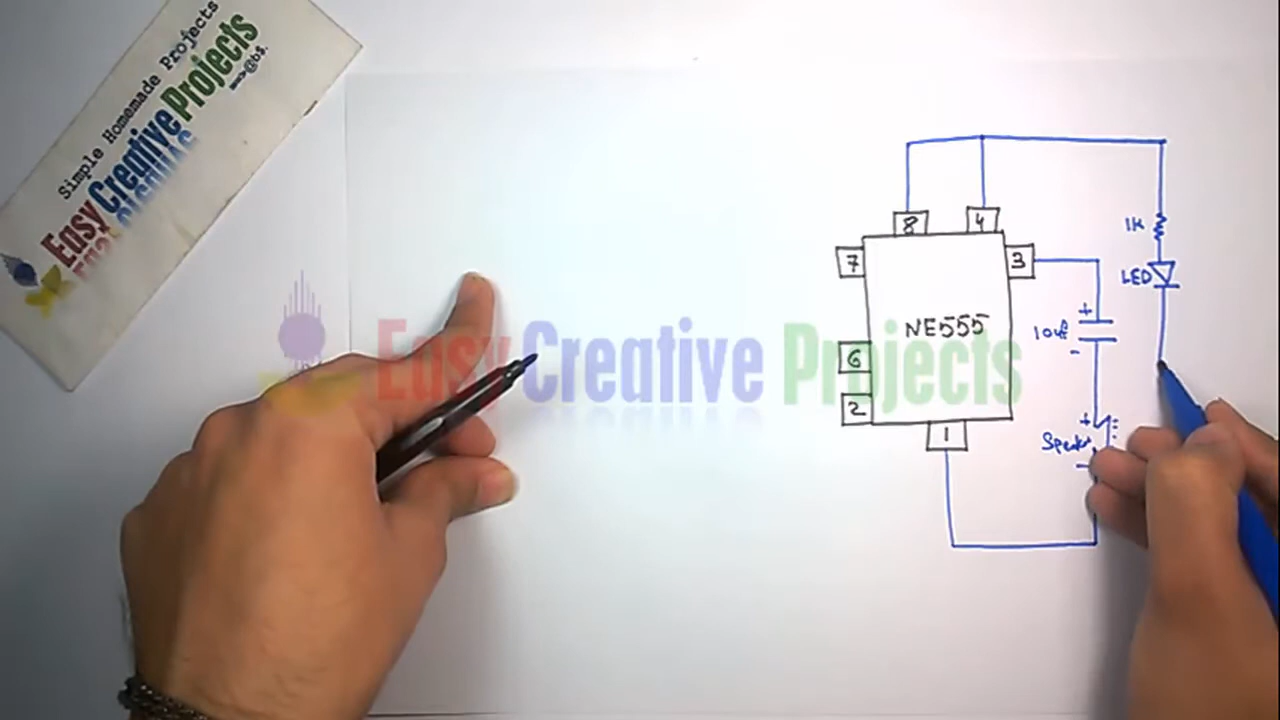 Simple Homemade Projects
Easy Creative Projects
Easy Creative Projects
8
4
7
3
1K
LED
NE555
+
10uf
-
6
2
1
+
-